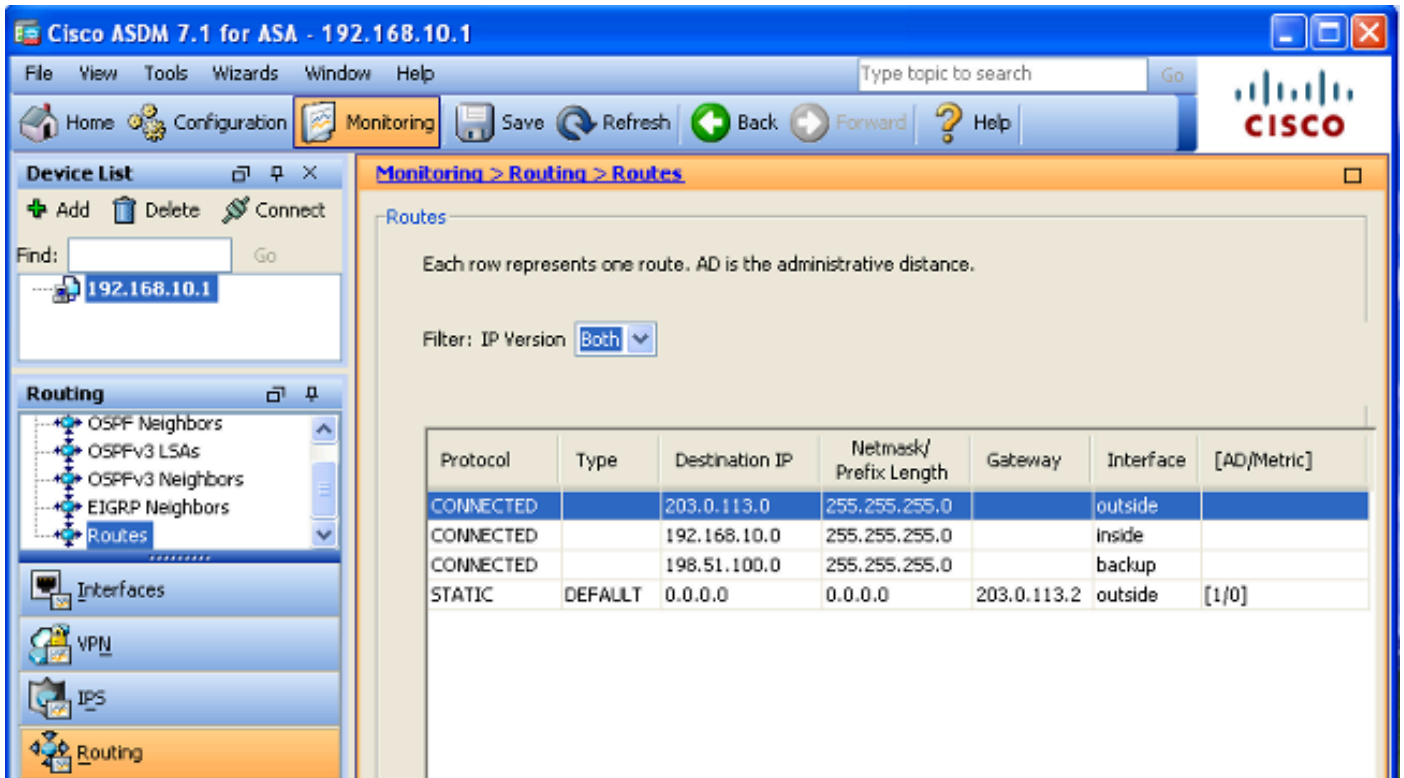 Cisco ASDM 7.1 for ASA - 192.168.10.1
File View Tools Wizards Window Help
Type topic to search Go
Home Configuration Monitoring Save Refresh Back Forward Help
CISCO
Device List
Add Delete Connect
Find: Go
192.168.10.1
Routing
OSPF Neighbors
OSPFv3 LSAs
OSPFv3 Neighbors
EIGRP Neighbors
Routes
Interfaces
VPN
IPS
Routing
Monitoring > Routing > Routes
Routes
Each row represents one route. AD is the administrative distance.
Filter: IP Version Both
Protocol Type Destination IP Netmask/ Prefix Length Gateway Interface [AD/Metric]
CONNECTED 203.0.113.0 255.255.255.0 outside
CONNECTED 192.168.10.0 255.255.255.0 inside
CONNECTED 198.51.100.0 255.255.255.0 backup
STATIC DEFAULT 0.0.0.0 0.0.0.0 203.0.113.2 outside [1/0]